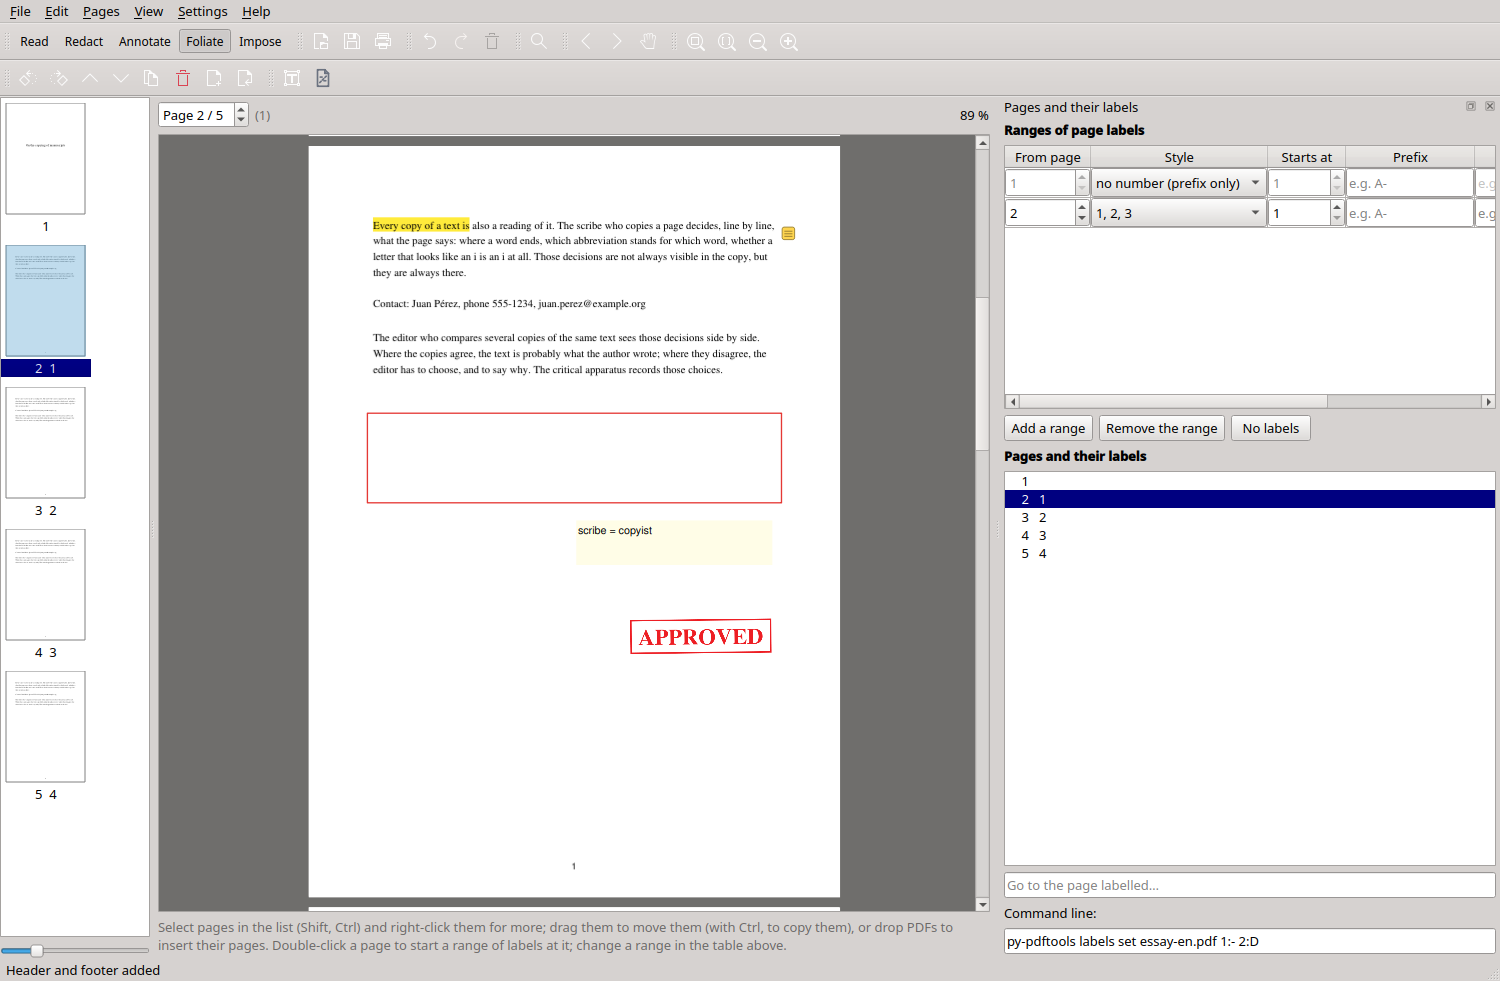 File Edit Pages View Settings Help
Read Redact Annotate Foliate Impose
1
2 1
3 2
4 3
5 4
Page 2 / 5 (1) 89 %
Every copy of a text is also a reading of it. The scribe who copies a page decides, line by line,
what the page says: where a word ends, which abbreviation stands for which word, whether a
letter that looks like an i is an i at all. Those decisions are not always visible in the copy, but
they are always there.
Contact: Juan Pérez, phone 555-1234, juan.perez@example.org
The editor who compares several copies of the same text sees those decisions side by side.
Where the copies agree, the text is probably what the author wrote; where they disagree, the
editor has to choose, and to say why. The critical apparatus records those choices.
scribe = copyist
APPROVED
1
Select pages in the list (Shift, Ctrl) and right-click them for more; drag them to move them (with Ctrl, to copy them), or drop PDFs to
insert their pages. Double-click a page to start a range of labels at it; change a range in the table above.
Pages and their labels
Ranges of page labels
From page Style Starts at Prefix
1 no number (prefix only) 1 e.g. A- e.g
2 1, 2, 3 1 e.g. A- e.g
Add a range Remove the range No labels
Pages and their labels
1
2 1
3 2
4 3
5 4
Go to the page labelled...
Command line:
py-pdftools labels set essay-en.pdf 1:- 2:D
Header and footer added